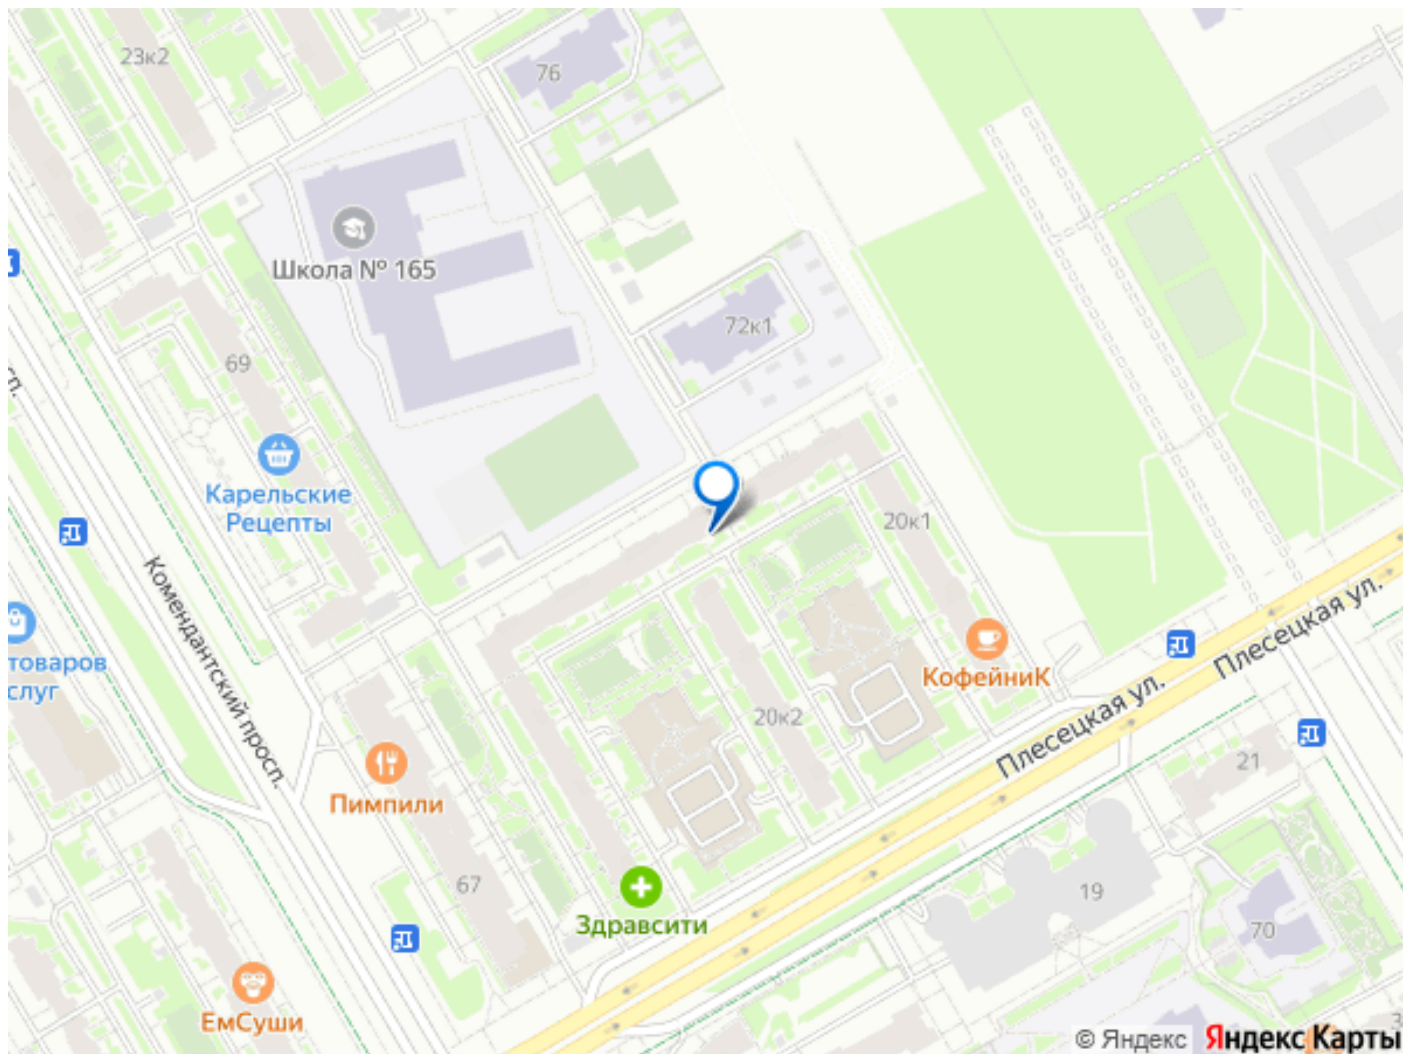 23к2
76
Школа № 165
72к1
69
сп.
Карельские
Рецепты
20к1
Комендантский просп.
товаров
слуг
КофейниК
Плесецкая ул.
Плесецкая ул.
20к2
21
Пимпили
67
19
Здравсити
70
ЕмСуши
© Яндекс
Яндекс Карты